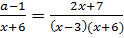 a−1/x+6 = 2x+7/(x−3)(x+6)